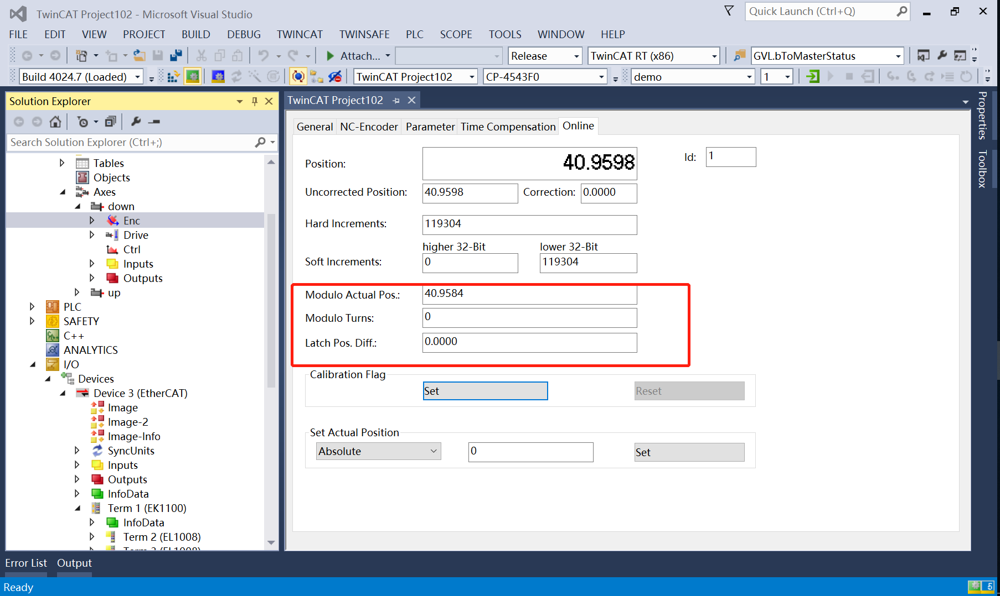 TwinCAT Project102 - Microsoft Visual Studio
Quick Launch (Ctrl+Q)
FILE EDIT VIEW PROJECT BUILD DEBUG TWINCAT TWINSAFE PLC SCOPE TOOLS WINDOW HELP
Attach... Release TwinCAT RT (x86) GVL.bToMasterStatus
Build 4024.7 (Loaded) TwinCAT Project102 CP-4543F0 demo 1
Solution Explorer
Search Solution Explorer (Ctrl+;)
Tables
Objects
Axes
down
Enc
Drive
Ctrl
Inputs
Outputs
up
PLC
SAFETY
C++
ANALYTICS
I/O
Devices
Device 3 (EtherCAT)
Image
Image-2
Image-Info
SyncUnits
Inputs
Outputs
InfoData
Term 1 (EK1100)
InfoData
Term 2 (EL1008)
TwinCAT Project102
General NC-Encoder Parameter Time Compensation Online
Position: 40.9598 Id: 1
Uncorrected Position: 40.9598 Correction: 0.0000
Hard Increments: 119304
higher 32-Bit lower 32-Bit
Soft Increments: 0 119304
Modulo Actual Pos.: 40.9584
Modulo Turns: 0
Latch Pos. Diff.: 0.0000
Calibration Flag
Set Reset
Set Actual Position
Absolute 0 Set
Properties
Toolbox
Error List Output
Ready
5